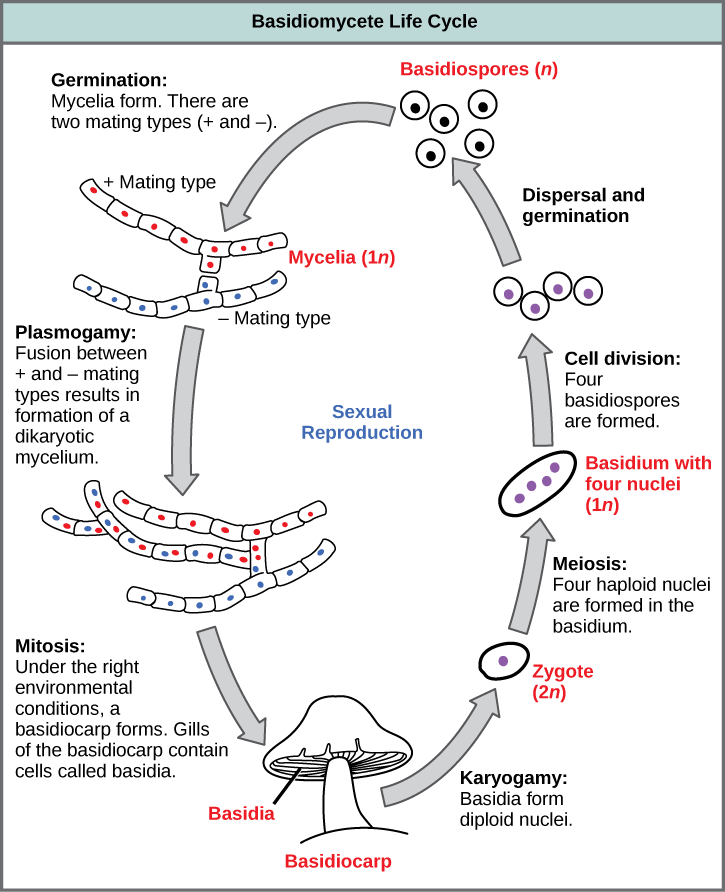 Basidiomycete Life Cycle
Basidiospores (n)
Germination:
Mycelia form. There are
two mating types (+ and –).
+ Mating type
Mycelia (1n)
– Mating type
Dispersal and
germination
Plasmogamy:
Fusion between
+ and – mating
types results in
formation of a
dikaryotic
mycelium.
Sexual
Reproduction
Cell division:
Four
basidiospores
are formed.
Basidium with
four nuclei
(1n)
Meiosis:
Four haploid nuclei
are formed in the
basidium.
Mitosis:
Under the right
environmental
conditions, a
basidiocarp forms. Gills
of the basidiocarp contain
cells called basidia.
Zygote
(2n)
Karyogamy:
Basidia form
diploid nuclei.
Basidia
Basidiocarp